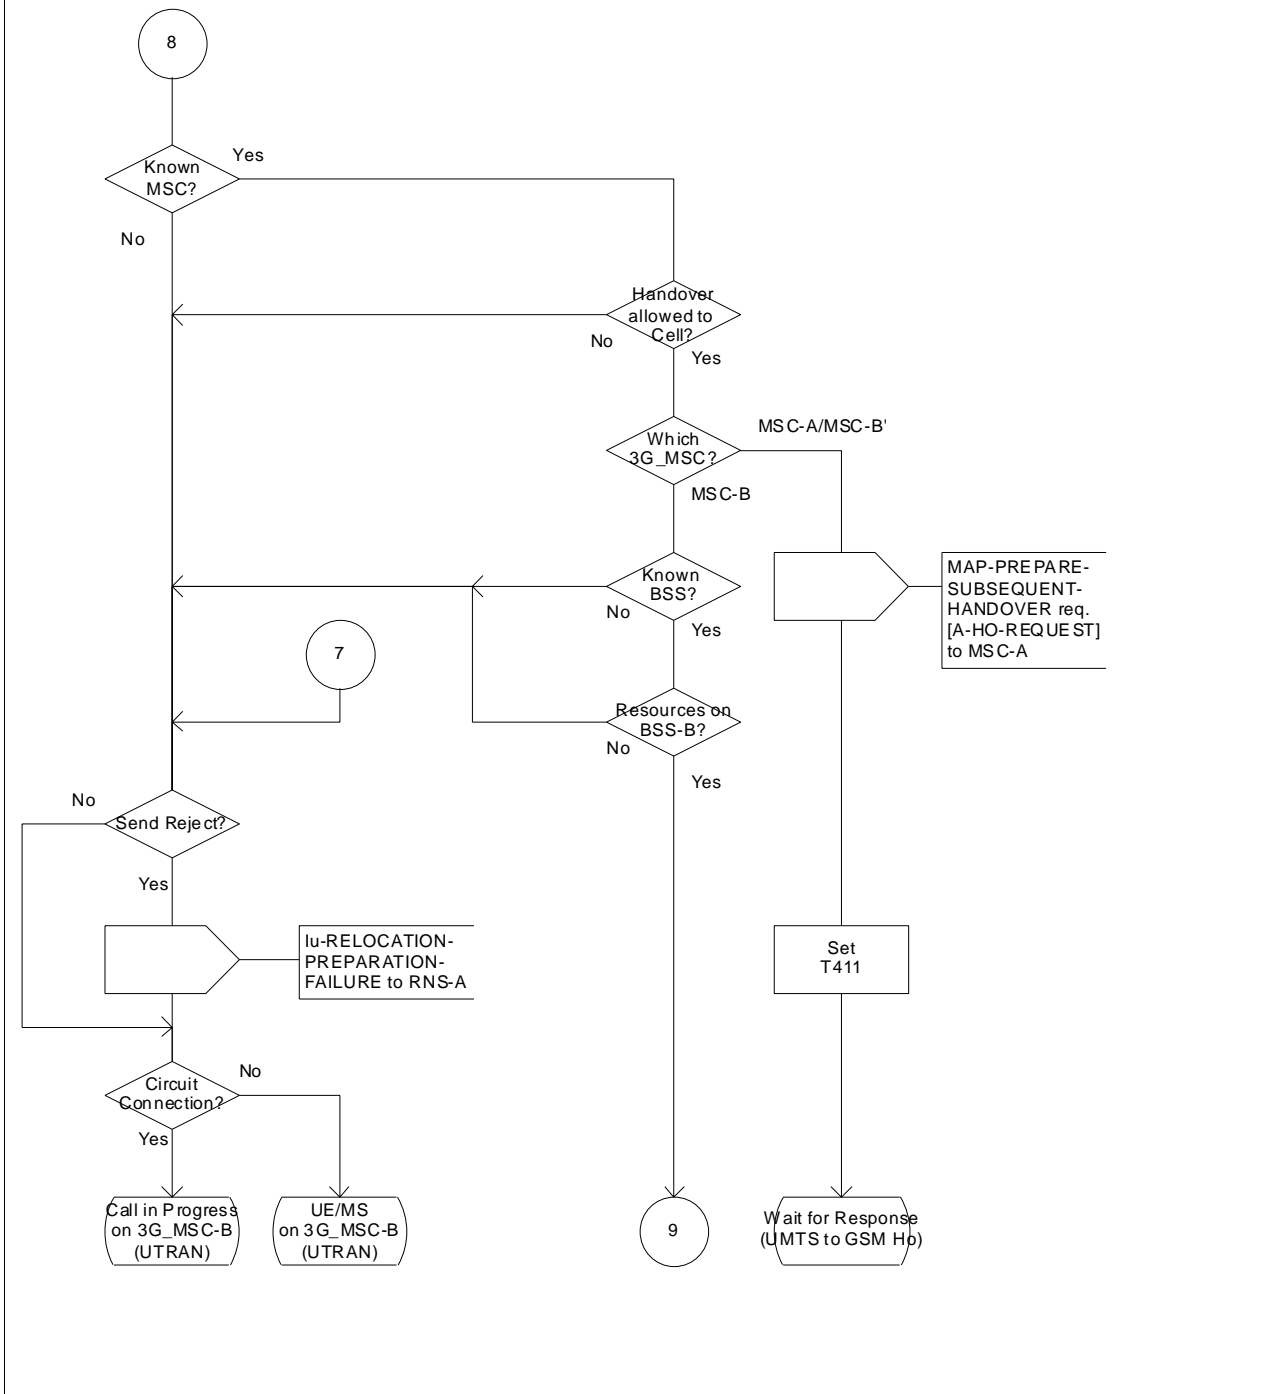 8
Known
MSC?
Yes
No
Handover
allowed to
Cell?
No
Yes
Which
3G_MSC?
MSC-A/MSC-B'
MSC-B
Known
BSS?
No
Yes
MAP-PREPARE-
SUBSEQUENT-
HANDOVER req.
[A-HO-REQUEST]
to MSC-A
7
Resources on
BSS-B?
No
Yes
No
Send Reject?
Yes
Iu-RELOCATION-
PREPARATION-
FAILURE to RNS-A
Set
T411
Circuit
Connection?
No
Yes
Call in Progress
on 3G_MSC-B
(UTRAN)
UE/MS
on 3G_MSC-B
(UTRAN)
9
Wait for Response
(UMTS to GSM Ho)